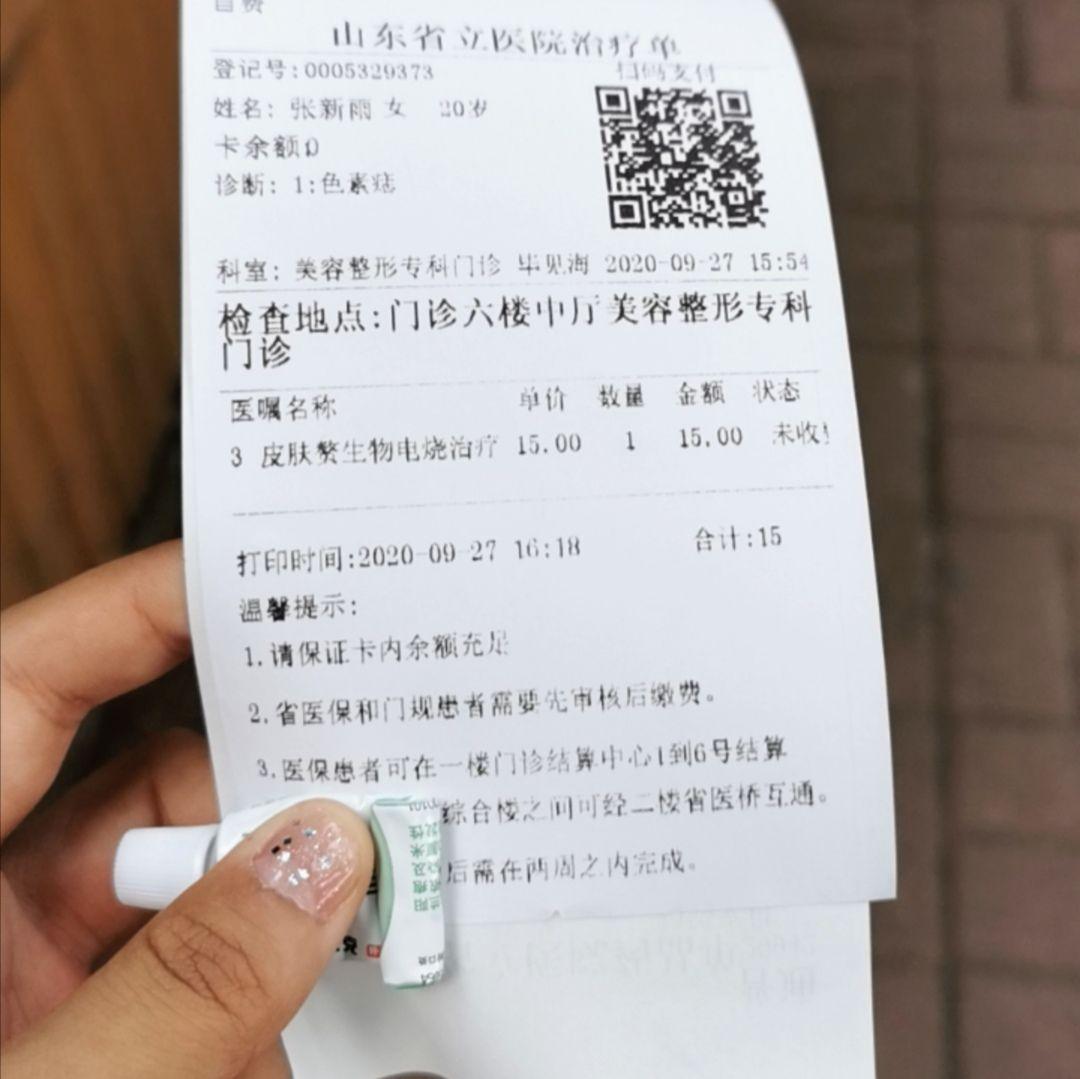 自费
山东省立医院治疗单
扫码支付
登记号:0005329373
姓名: 张新雨 女 20岁
卡余额:0
诊断: 1:色素痣
科室: 美容整形专科门诊 毕见海 2020-09-27 15:54
检查地点:门诊六楼中厅美容整形专科
门诊
医嘱名称 单价 数量 金额 状态
3 皮肤赘生物电烧治疗 15.00 1 15.00 未收
打印时间:2020-09-27 16:18 合计:15
温馨提示:
1.请保证卡内余额充足
2.省医保和门规患者需要先审核后缴费。
3.医保患者可在一楼门诊结算中心1到6号结算
综合楼之间可经二楼省医桥互通。
后需在两周之内完成。